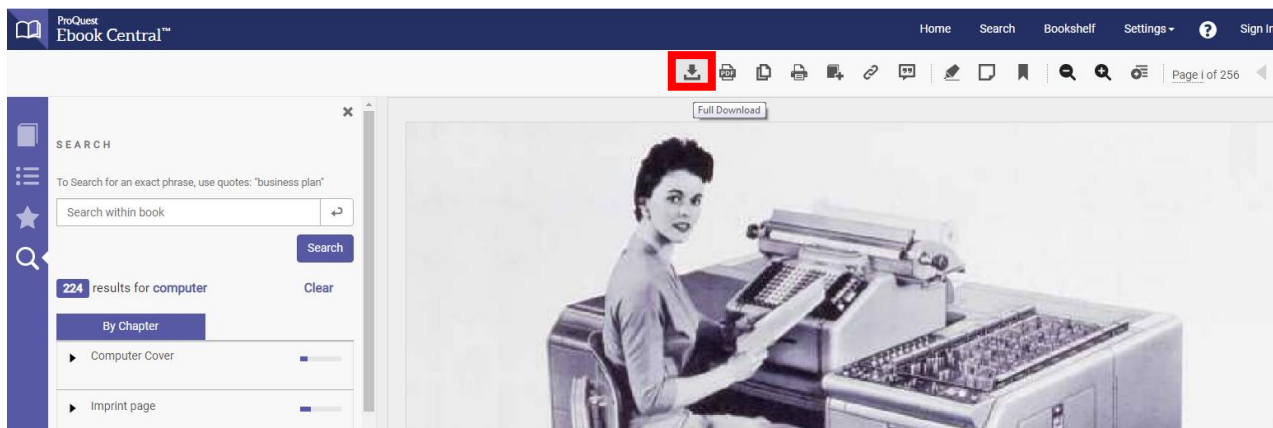 ProQuest
Ebook Central™
Home Search Bookshelf Settings ? Sign In
PDF
Page i of 256
Full Download
SEARCH
To Search for an exact phrase, use quotes: "business plan"
Search within book
Search
224 results for computer Clear
By Chapter
Computer Cover
Imprint page